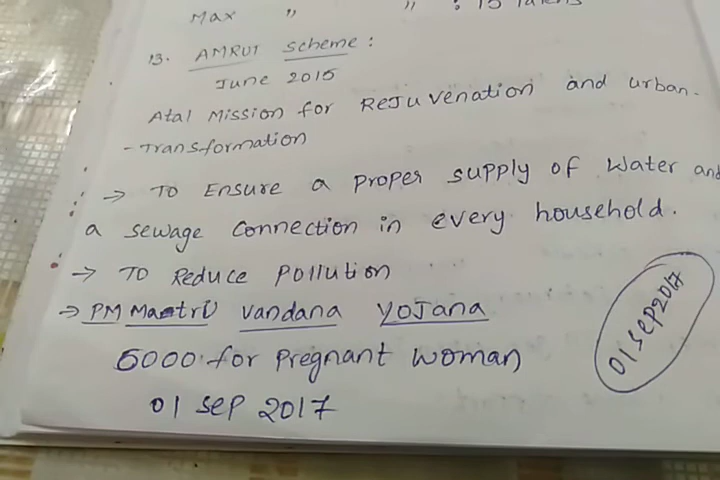 Max " " : 15 lakhs
13. AMRUT scheme :
June 2015
Atal Mission for Rejuvenation and urban-
-Transformation
→ To Ensure a proper supply of water and
a sewage connection in every household.
→ To Reduce pollution
→ PM Maatru Vandana Yojana
5000 for pregnant woman
01 Sep 2017
01 Sep 2017